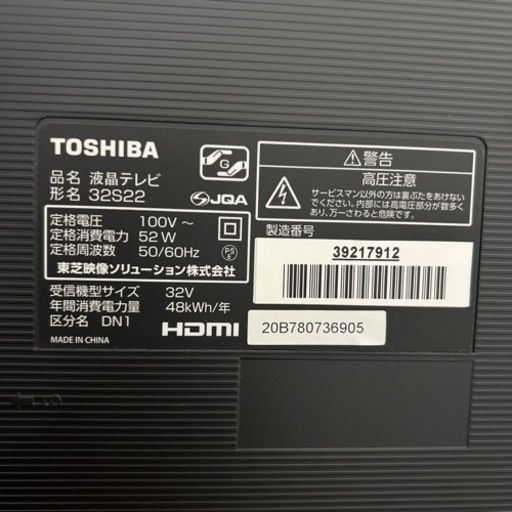 TOSHIBA
品名 液晶テレビ
形名 32S22
G
JQA
定格電圧 100V~
定格消費電力 52W
定格周波数 50/60Hz
PSE
東芝映像ソリューション株式会社
受信機型サイズ 32V
年間消費電力量 48kWh/年
区分名 DN1
MADE IN CHINA
HDMI
警告
高圧注意
サービスマン以外の方は裏ぶたをあけないでください。内部には高電圧部分が数多くあり、万一さわると危険です。
製造番号
39217912
20B780736905